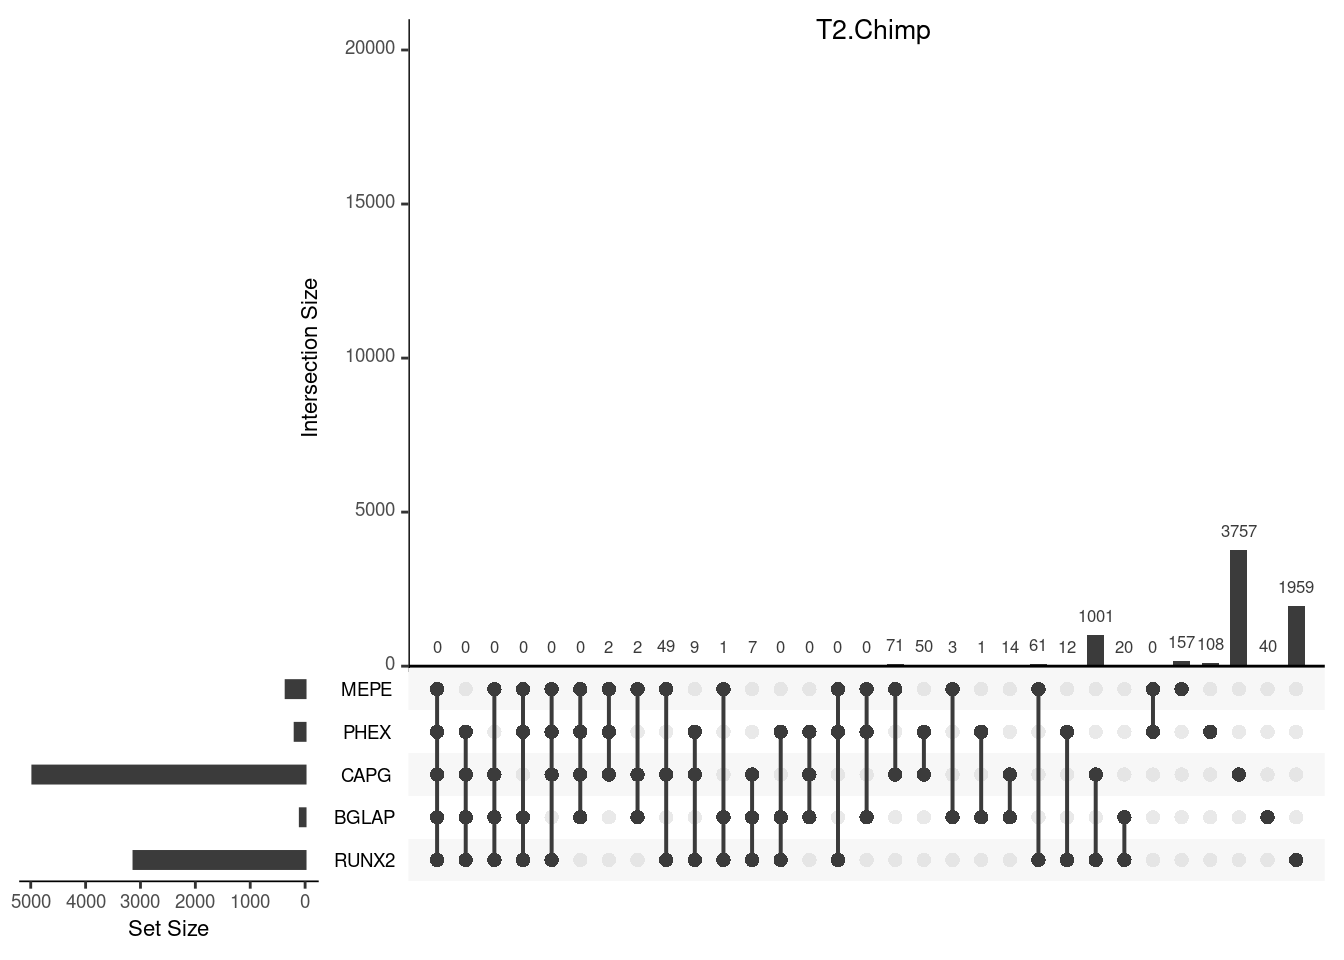 T2.Chimp
20000
15000
10000
5000
0
Intersection Size
3757
1959
1001
0 0 0 0 0 0 2 2 49 9 1 7 0 0 0 0 71 50 3 1 14 61 12 20 0 157 108 40
MEPE
PHEX
CAPG
BGLAP
RUNX2
5000 4000 3000 2000 1000 0
Set Size